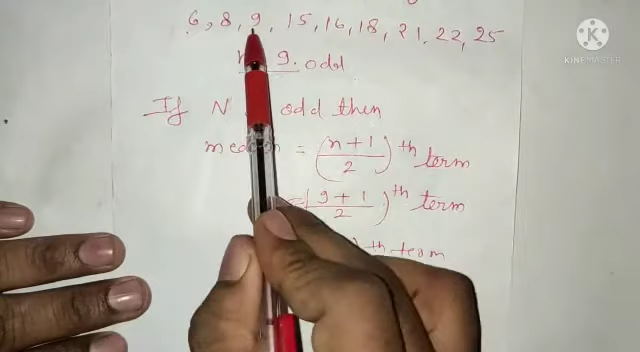 6, 8, 9, 15, 16, 18, 21, 22, 25
9. odd
If N odd then
= (n+1/2)th term
= (9+1/2)th term
th term
KINEMASTER